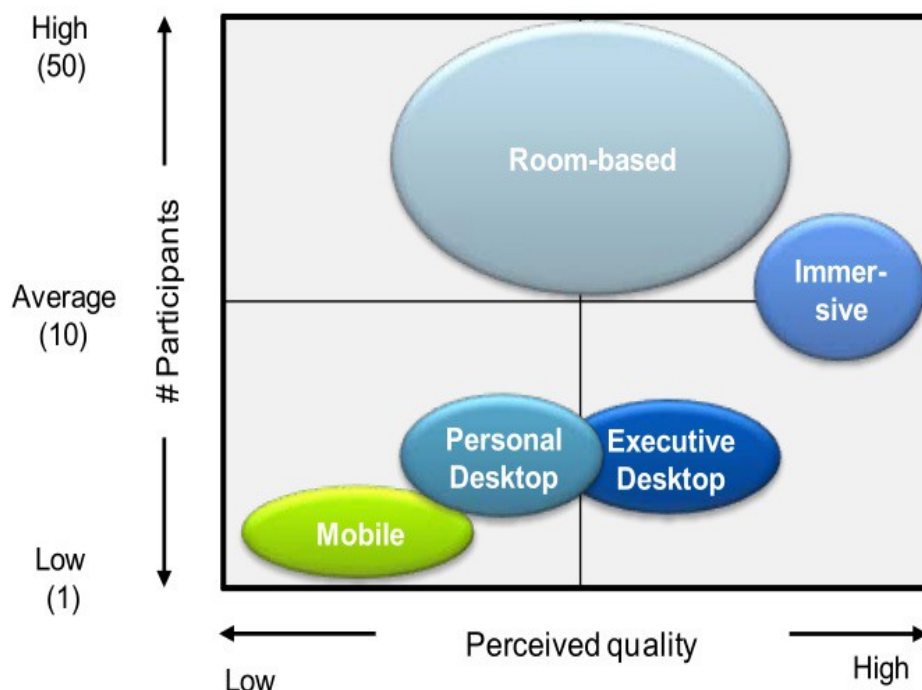 High
(50)
Room-based
Immer-
sive
Average
(10)
# Participants
Personal
Desktop
Executive
Desktop
Mobile
Low
(1)
Perceived quality
Low
High